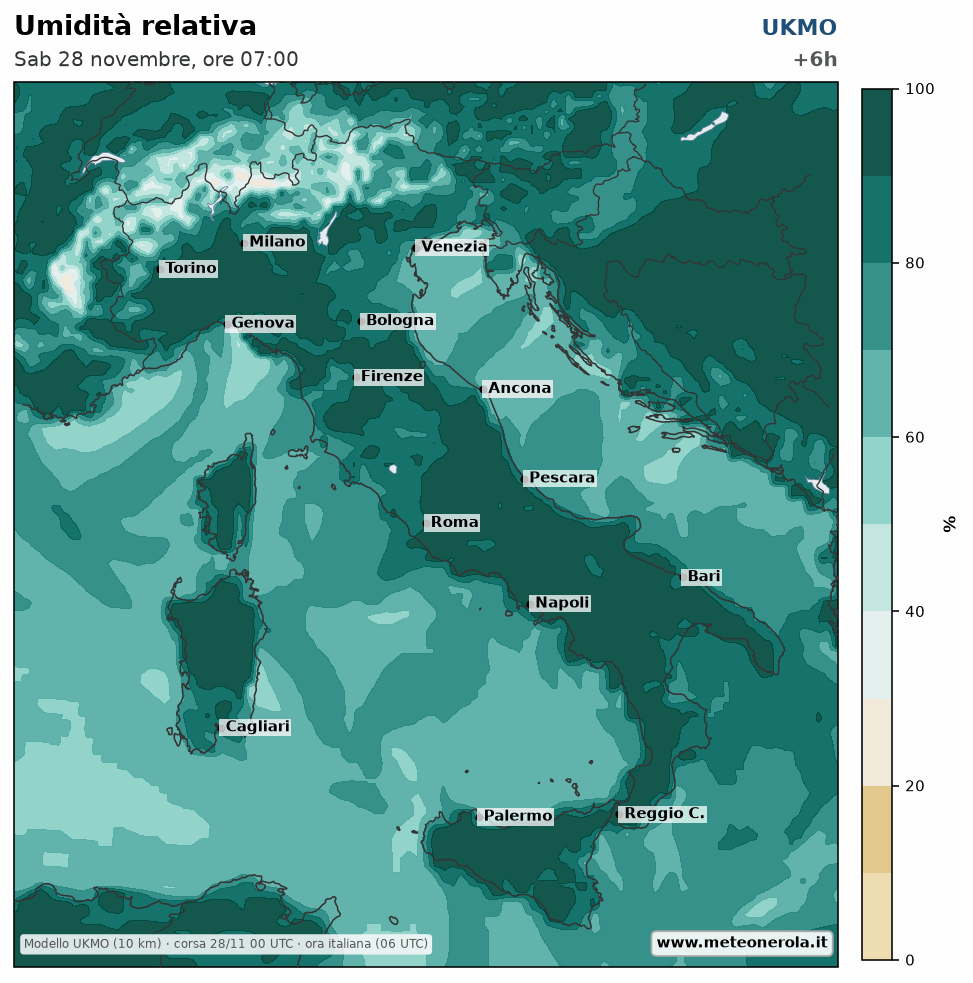 Umidità relativa
UKMO
Sab 28 novembre, ore 07:00
+6h
100
80
60
40
20
0
%
Milano
Venezia
Torino
Genova
Bologna
Firenze
Ancona
Pescara
Roma
Bari
Napoli
Cagliari
Palermo
Reggio C.
Modello UKMO (10 km) · corsa 28/11 00 UTC · ora italiana (06 UTC)
www.meteonerola.it